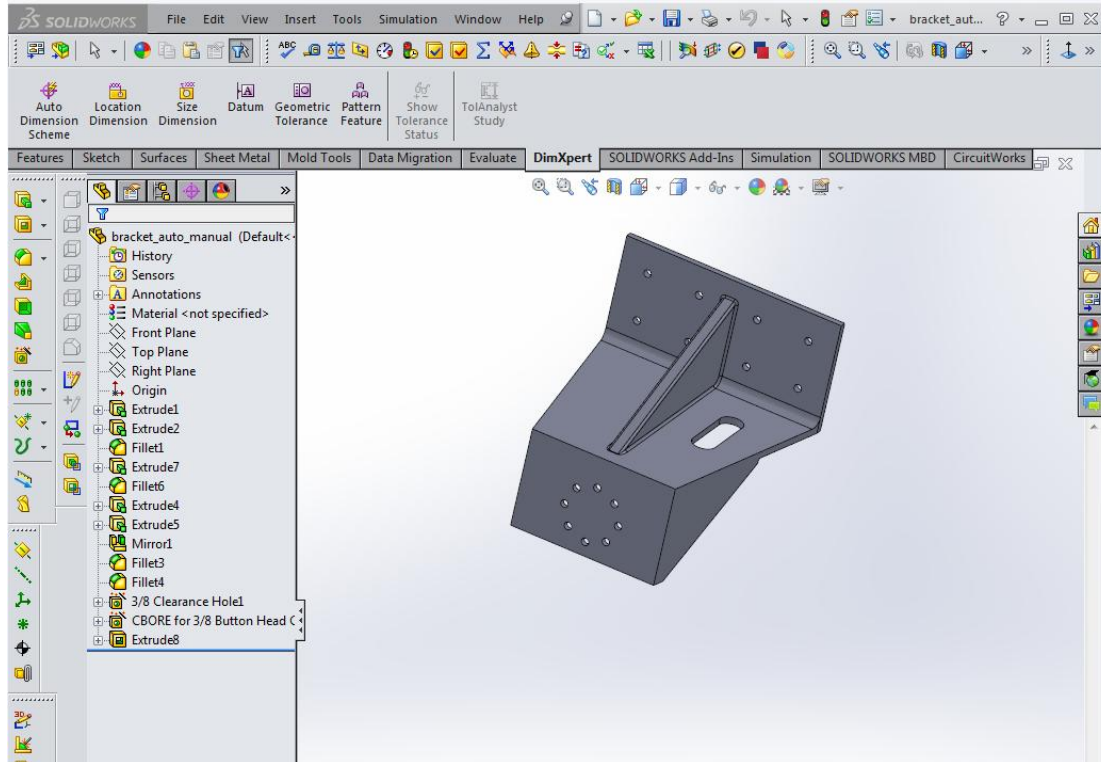 SOLIDWORKS File Edit View Insert Tools Simulation Window Help bracket_aut...
ABC
Auto Dimension Scheme
Location Dimension
Size Dimension
Datum
Geometric Tolerance
Pattern Feature
Show Tolerance Status
TolAnalyst Study
Features Sketch Surfaces Sheet Metal Mold Tools Data Migration Evaluate DimXpert SOLIDWORKS Add-Ins Simulation SOLIDWORKS MBD CircuitWorks
bracket_auto_manual (Default<
History
Sensors
Annotations
Material <not specified>
Front Plane
Top Plane
Right Plane
Origin
Extrude1
Extrude2
Fillet1
Extrude7
Fillet6
Extrude4
Extrude5
Mirror1
Fillet3
Fillet4
3/8 Clearance Hole1
CBORE for 3/8 Button Head C
Extrude8
3D